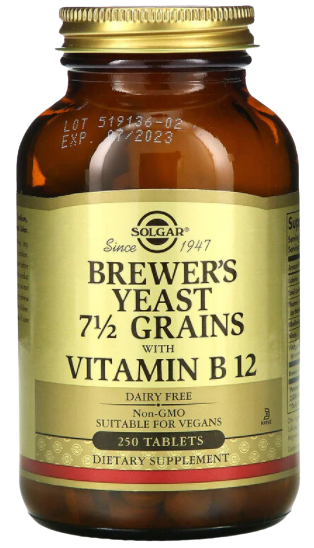 LOT 519136-02
EXP. 07/2023
SOLGAR®
Since 1947
BREWER'S
YEAST
7½ GRAINS
WITH
VITAMIN B 12
DAIRY FREE
Non-GMO
SUITABLE FOR VEGANS
250 TABLETS
DIETARY SUPPLEMENT